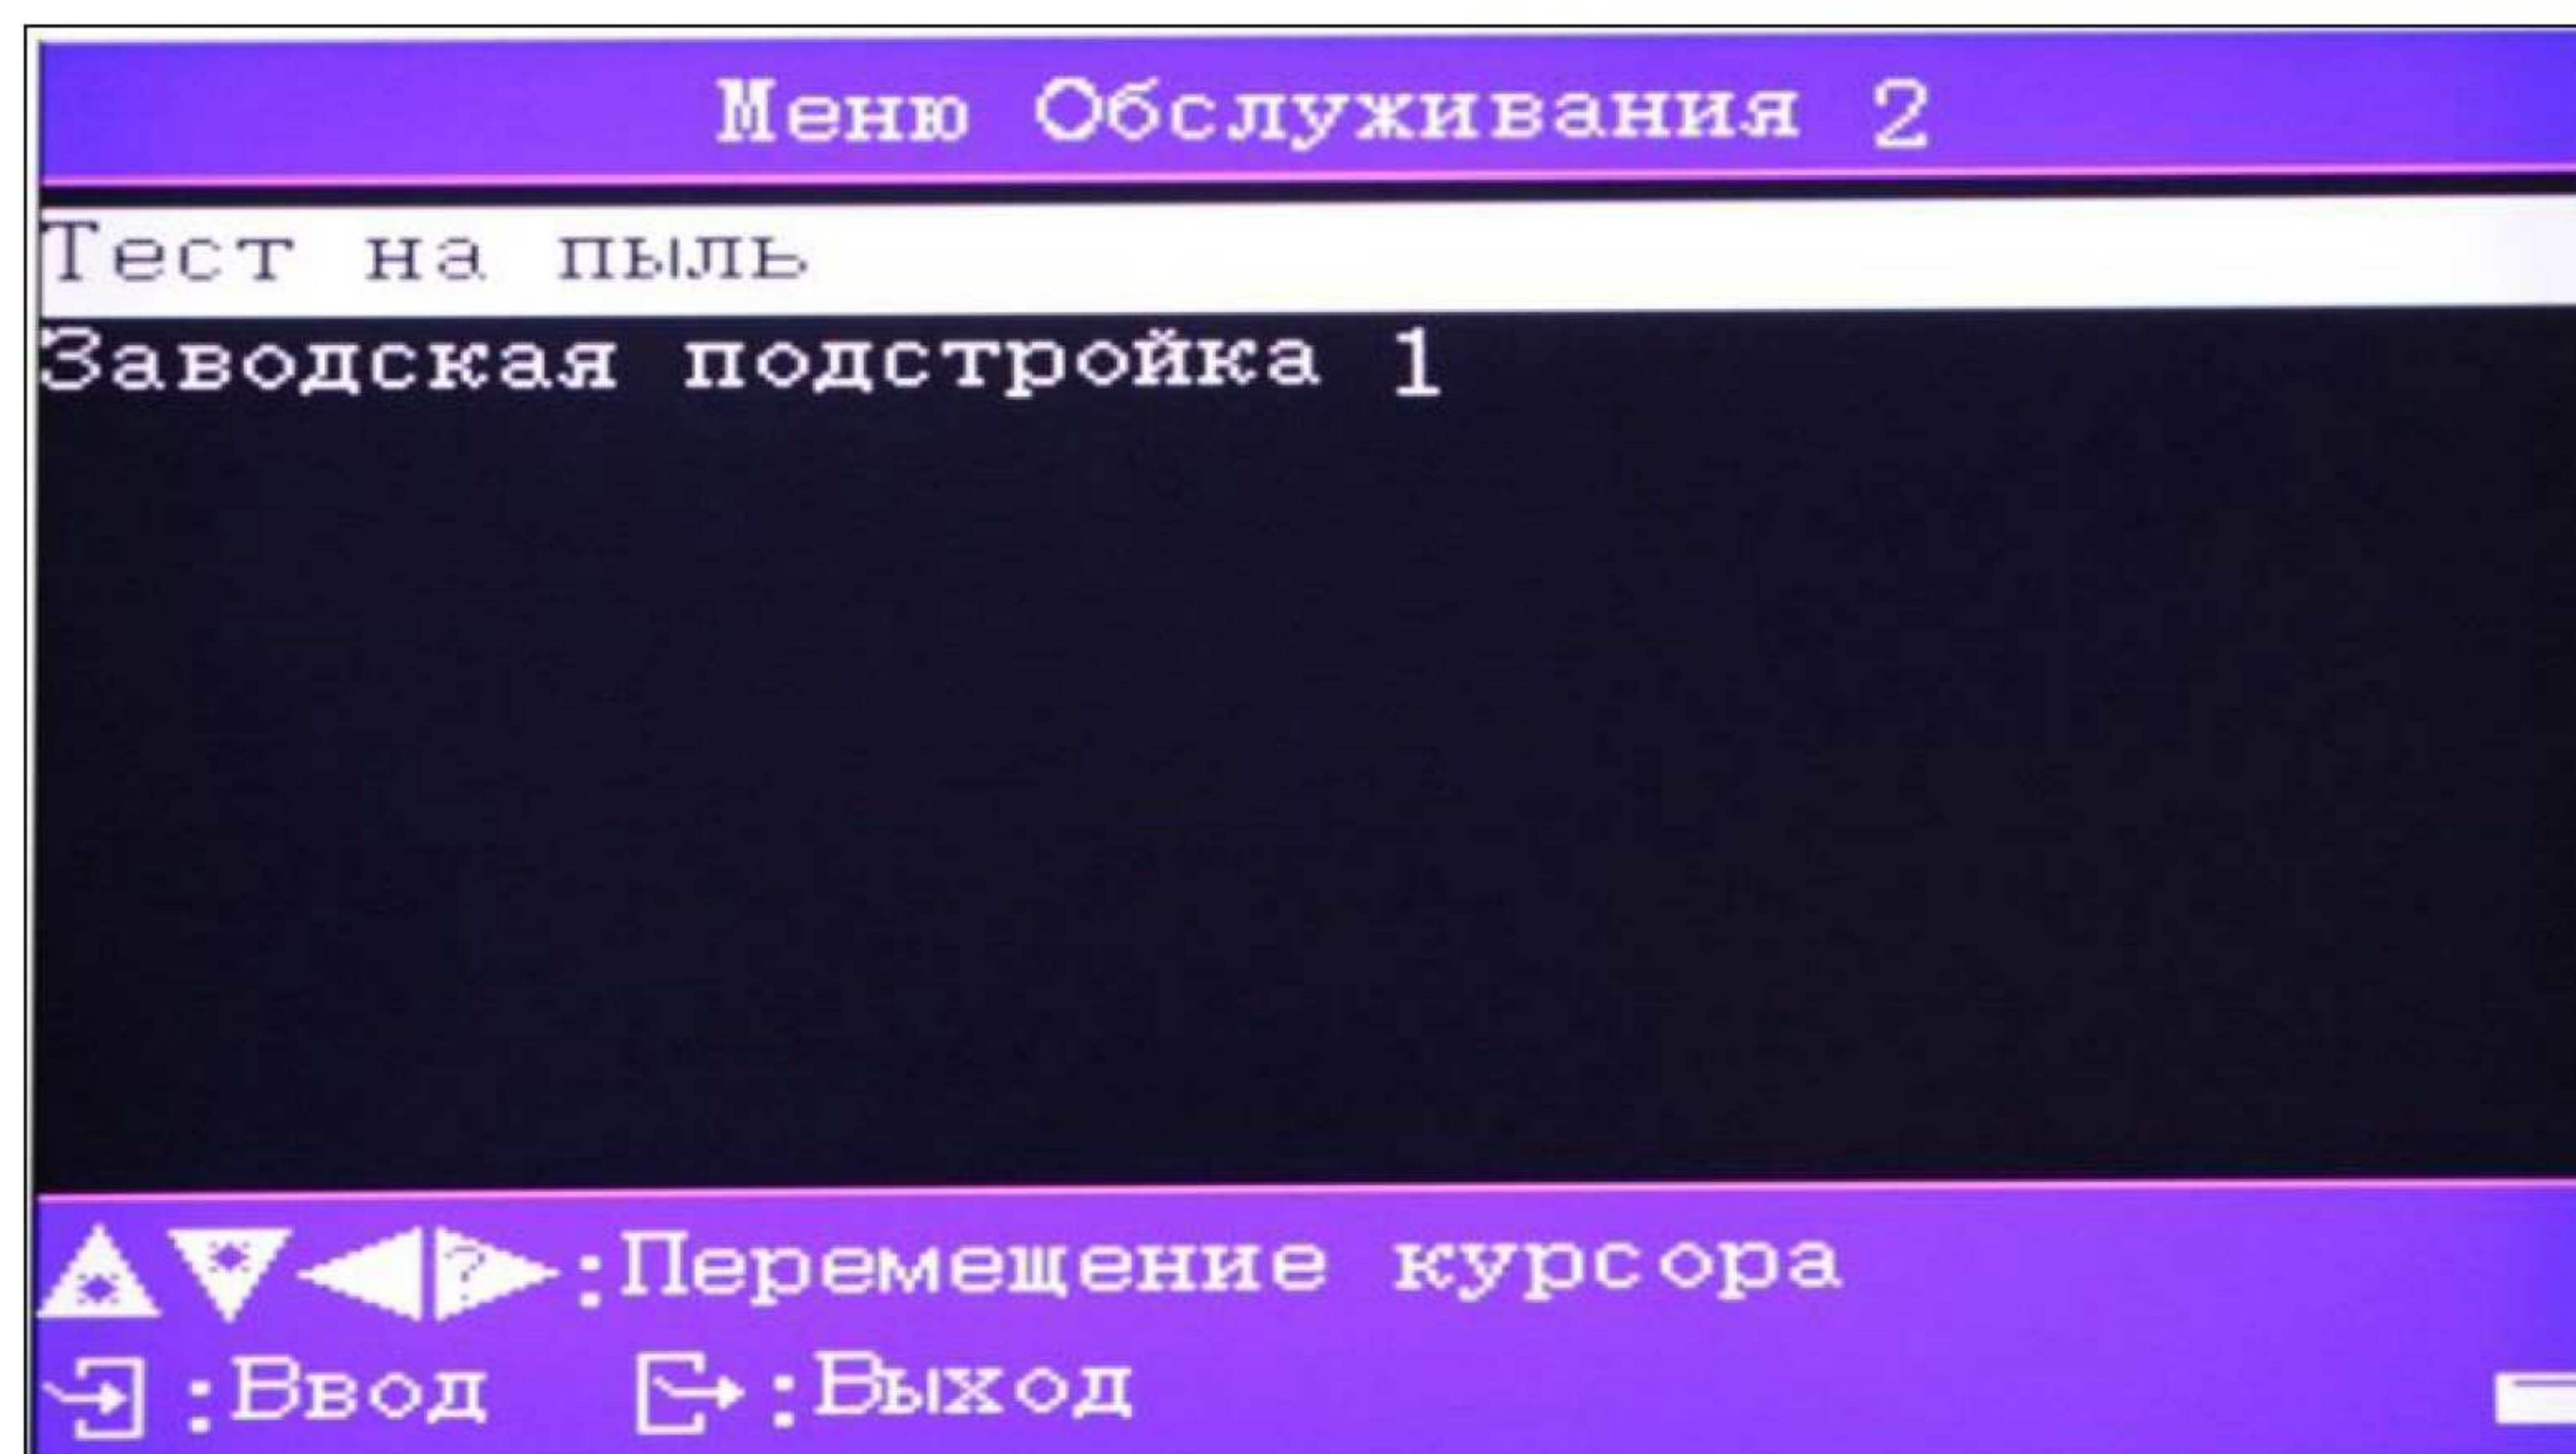 Меню Обслуживания 2
Тест на пыль
Заводская подстройка 1
?:Перемещение курсора
:Ввод :Выход